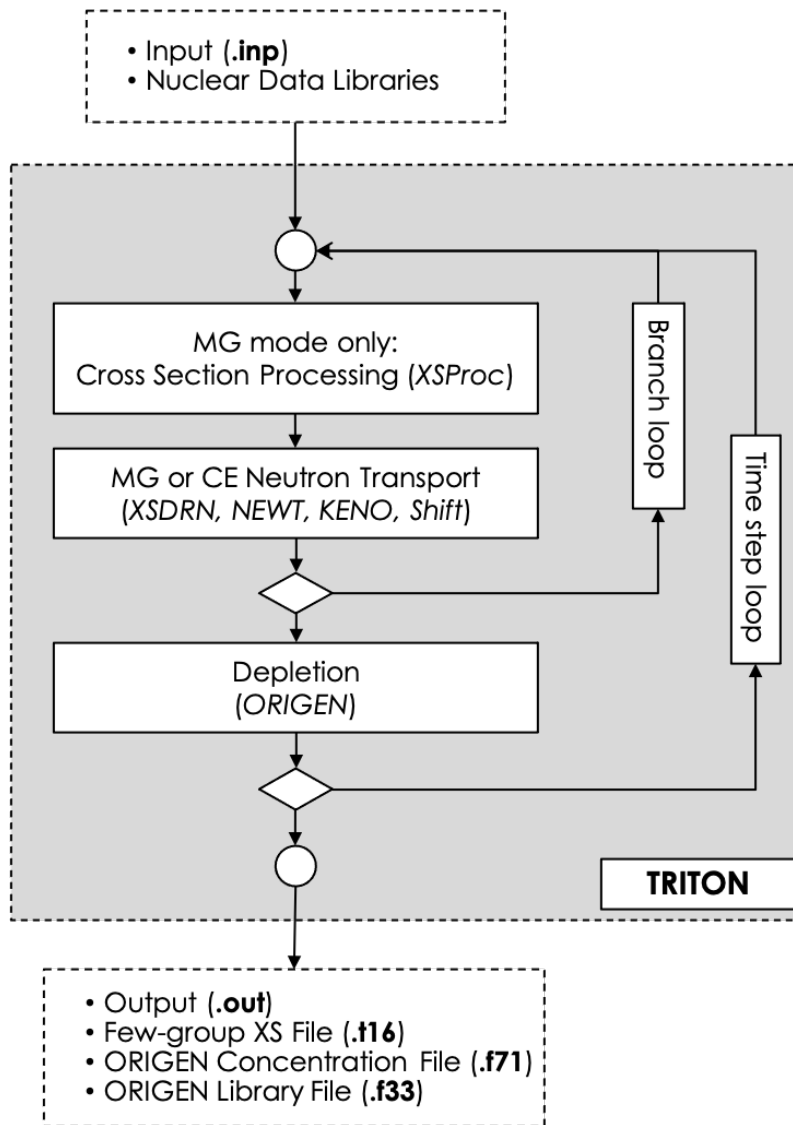 • Input (.inp)
• Nuclear Data Libraries
MG mode only:
Cross Section Processing (XSProc)
MG or CE Neutron Transport
(XSDRN, NEWT, KENO, Shift)
Branch loop
Time step loop
Depletion
(ORIGEN)
TRITON
• Output (.out)
• Few-group XS File (.t16)
• ORIGEN Concentration File (.f71)
• ORIGEN Library File (.f33)